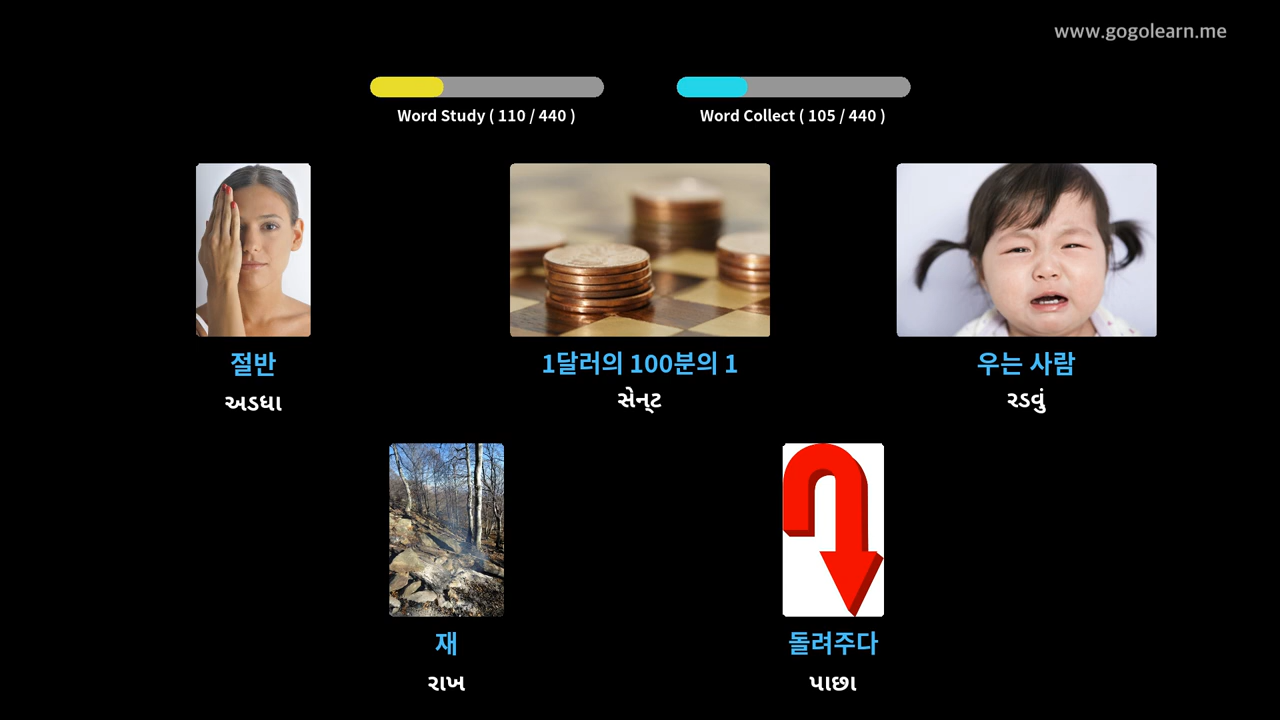 www.gogolearn.me
Word Study ( 110 / 440 )
Word Collect ( 105 / 440 )
절반
અડધા
1달러의 100분의 1
સેન્ટ
우는 사람
રડવું
재
રાખ
돌려주다
પાછા